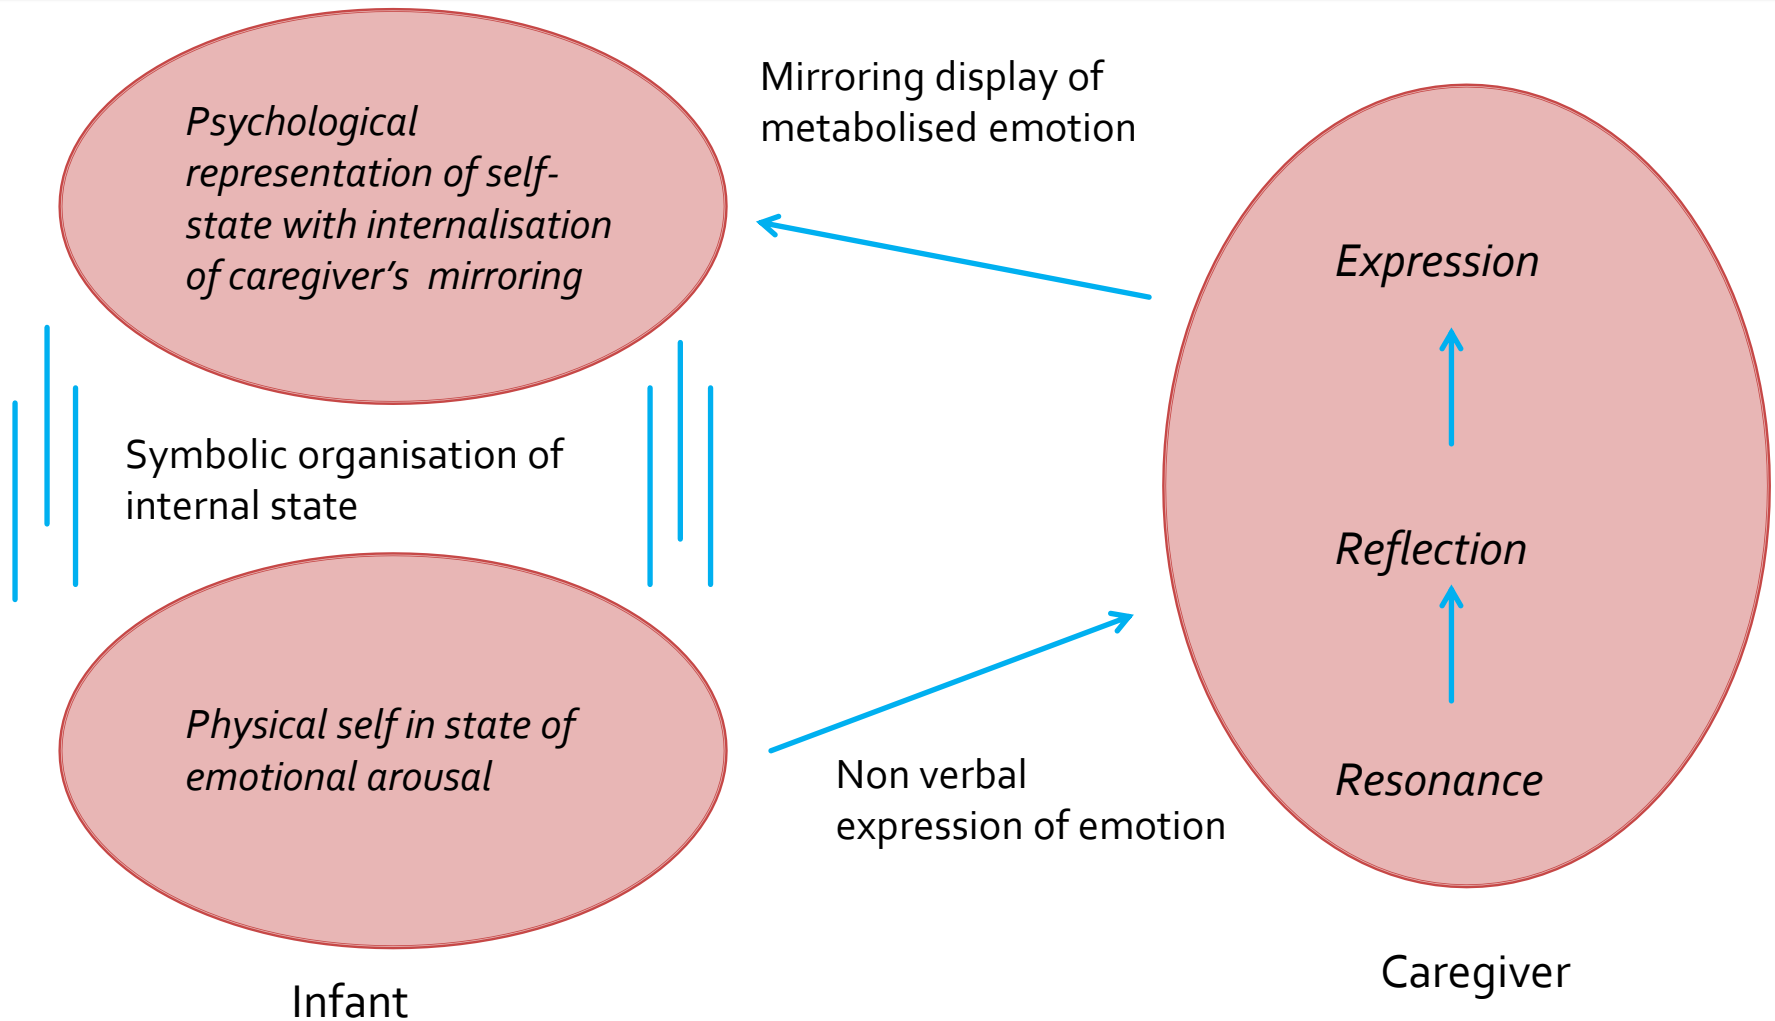 Psychological
representation of self-
state with internalisation
of caregiver’s  mirroring
Symbolic organisation of
internal state
Physical self in state of
emotional arousal
Infant
Mirroring display of
metabolised emotion
Non verbal
expression of emotion
Expression
Reflection
Resonance
Caregiver